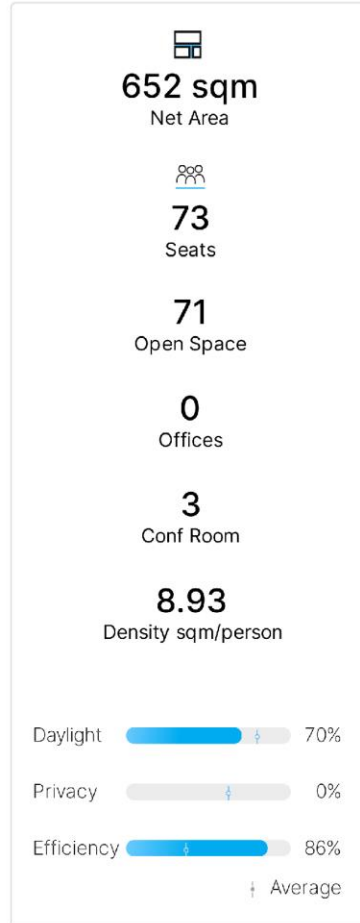 652 sqm
Net Area
73
Seats
71
Open Space
0
Offices
3
Conf Room
8.93
Density sqm/person
Daylight 70%
Privacy 0%
Efficiency 86%
Average